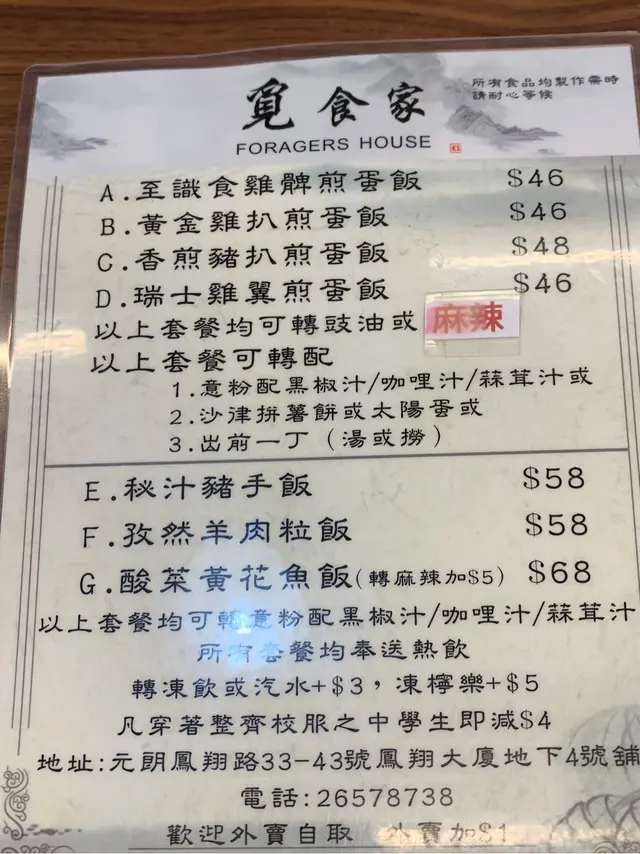 覓食家
FORAGERS HOUSE
所有食品均製作需時
請耐心等候
A.至識食雞髀煎蛋飯 $46
B.黃金雞扒煎蛋飯 $46
C.香煎豬扒煎蛋飯 $48
D.瑞士雞翼煎蛋飯 $46
以上套餐均可轉豉油或 麻辣
以上套餐可轉配
1.意粉配黑椒汁/咖哩汁/蒜茸汁或
2.沙律拼薯餅或太陽蛋或
3.出前一丁(湯或撈)
E.秘汁豬手飯 $58
F.孜然羊肉粒飯 $58
G.酸菜黃花魚飯(轉麻辣加$5) $68
以上套餐均可轉意粉配黑椒汁/咖哩汁/蒜茸汁
所有套餐均奉送熱飲
轉凍飲或汽水+$3，凍檸樂+$5
凡穿著整齊校服之中學生即減$4
地址:元朗鳳翔路33-43號鳳翔大廈地下4號舖
電話:26578738
歡迎外賣自取 外賣加$1